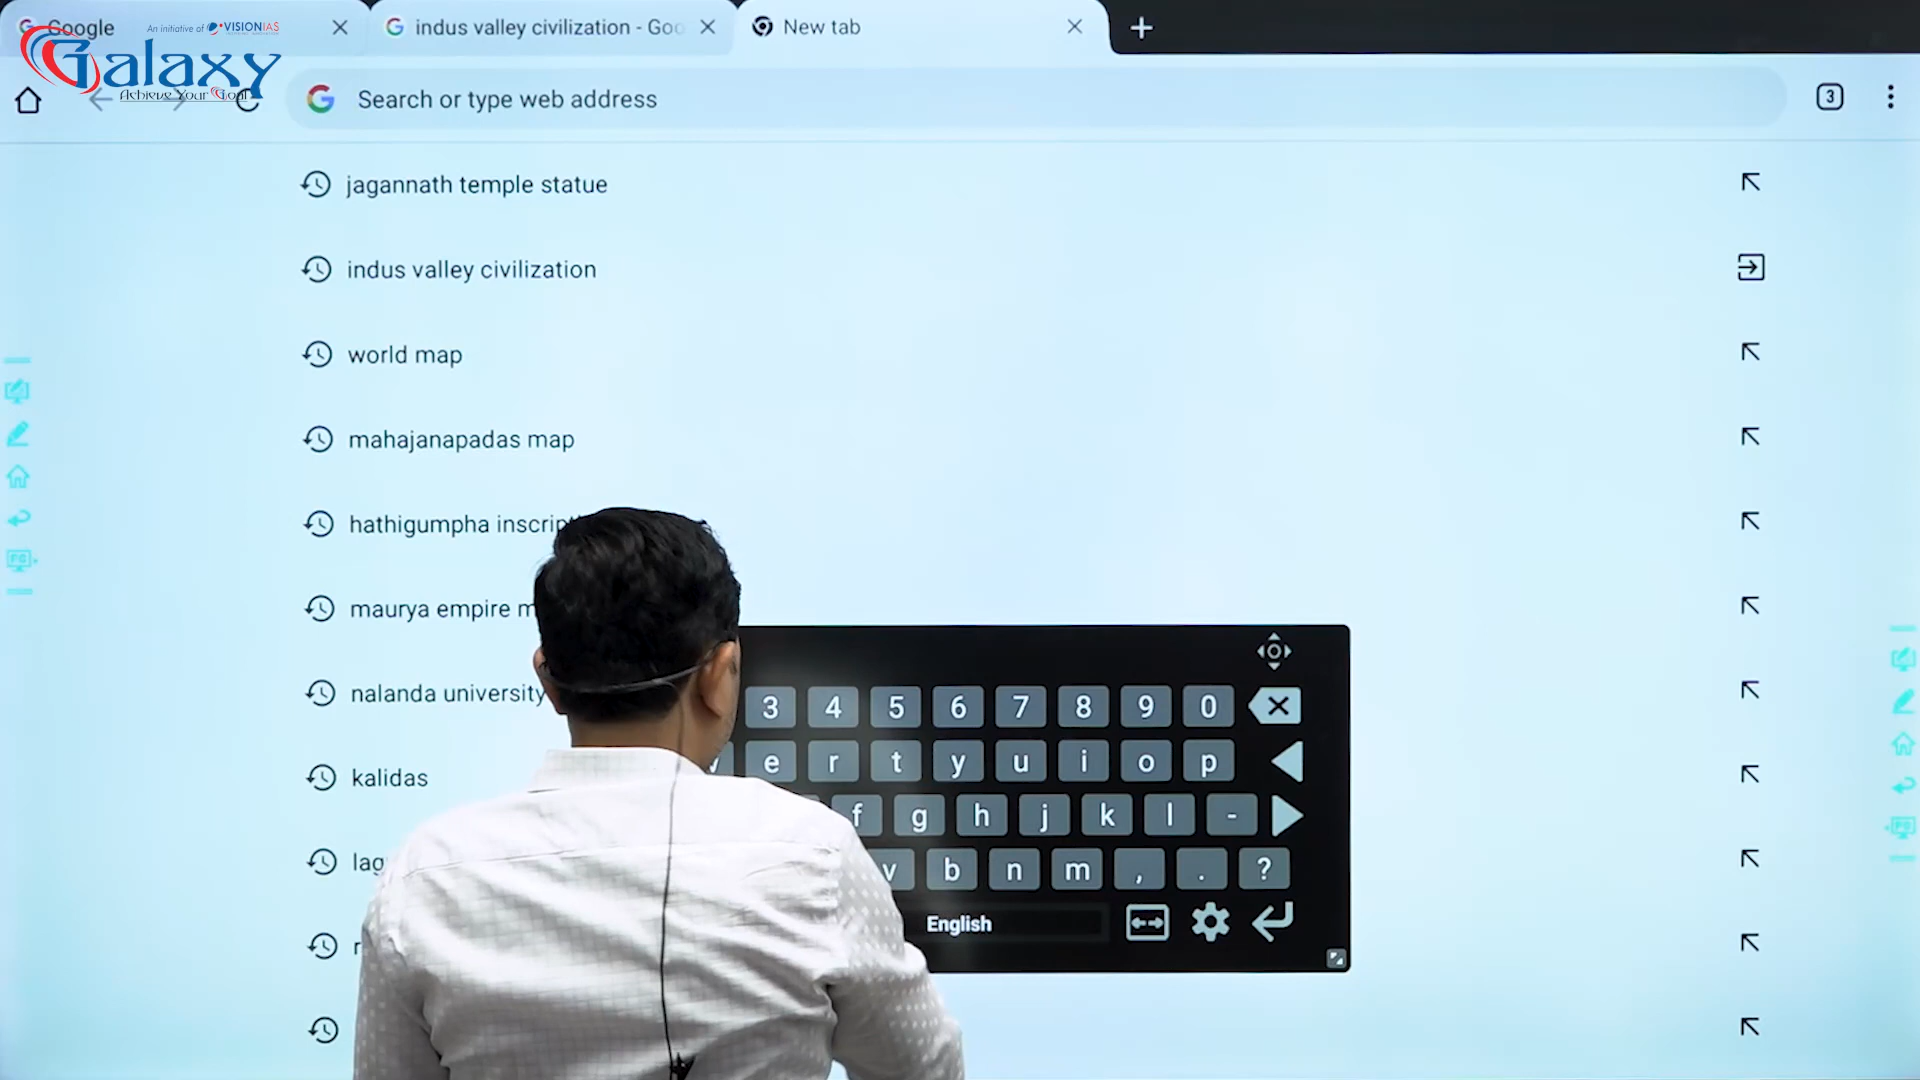 Google
indus valley civilization - Goo
New tab
An initiative of VISIONIAS
Galaxy
Achieve Your Goal
Search or type web address
3
jagannath temple statue
indus valley civilization
world map
mahajanapadas map
hathigumpha
maurya empire
nalanda university
kalidas
3 4 5 6 7 8 9 0
e r t y u i o p
f g h j k l -
v b n m , . ?
English